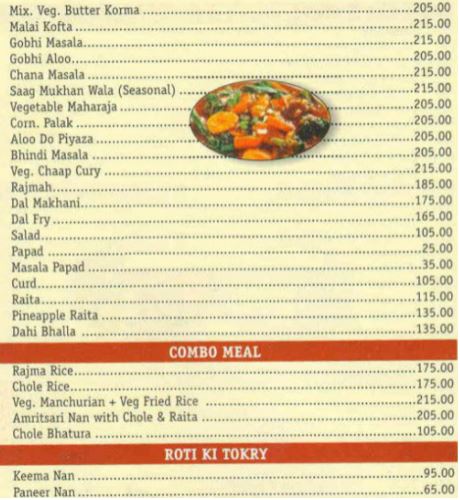 Mix. Veg. Butter Korma ........ 205.00
Malai Kofta ........ 215.00
Gobhi Masala ........ 215.00
Gobhi Aloo ........ 205.00
Chana Masala ........ 215.00
Saag Mukhan Wala (Seasonal) ........ 215.00
Vegetable Maharaja ........ 205.00
Corn. Palak ........ 205.00
Aloo Do Piyaza ........ 205.00
Bhindi Masala ........ 205.00
Veg. Chaap Cury ........ 215.00
Rajmah ........ 185.00
Dal Makhani ........ 175.00
Dal Fry ........ 165.00
Salad ........ 105.00
Papad ........ 25.00
Masala Papad ........ 35.00
Curd ........ 105.00
Raita ........ 115.00
Pineapple Raita ........ 135.00
Dahi Bhalla ........ 135.00
COMBO MEAL
Rajma Rice ........ 175.00
Chole Rice ........ 175.00
Veg. Manchurian + Veg Fried Rice ........ 215.00
Amritsari Nan with Chole & Raita ........ 205.00
Chole Bhatura ........ 105.00
ROTI KI TOKRY
Keema Nan ........ 95.00
Paneer Nan ........ 65.00